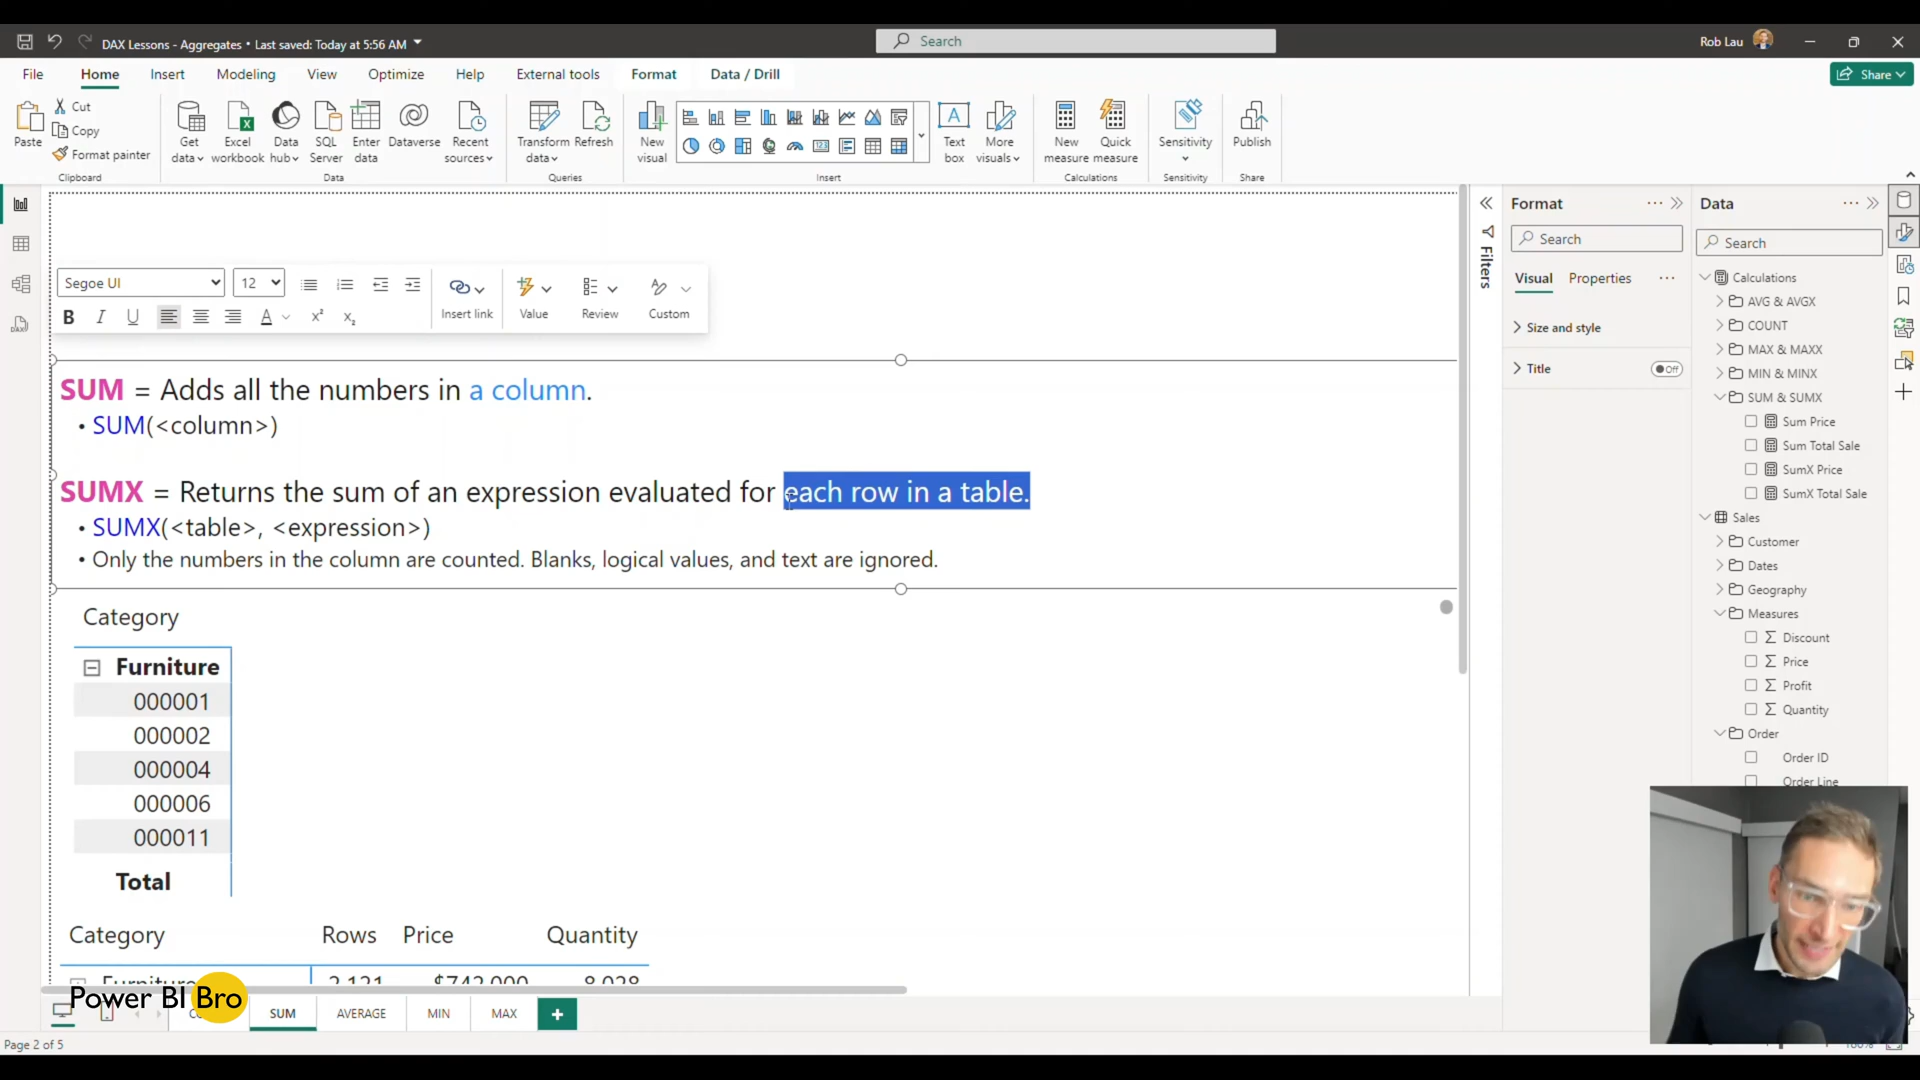 DAX Lessons - Aggregates • Last saved: Today at 5:56 AM
Search
Rob Lau
File Home Insert Modeling View Optimize Help External tools Format Data / Drill
Share
Paste
Cut
Copy
Format painter
Clipboard
Get data
Excel workbook
Data hub
SQL Server
Enter data
Dataverse
Recent sources
Data
Transform data
Refresh
Queries
New visual
Text box
More visuals
Insert
New measure
Quick measure
Calculations
Sensitivity
Sensitivity
Publish
Share
Segoe UI
12
B I U
A
Insert link
Value
Review
Custom
SUM = Adds all the numbers in a column.
• SUM(<column>)
SUMX = Returns the sum of an expression evaluated for each row in a table.
• SUMX(<table>, <expression>)
• Only the numbers in the column are counted. Blanks, logical values, and text are ignored.
Category
Furniture
000001
000002
000004
000006
000011
Total
Category Rows Price Quantity
Furniture 2,121 $742,000 8,028
Power BI Bro
SUM AVERAGE MIN MAX
Page 2 of 5
Filters
Format
Search
Visual Properties
Size and style
Title
Off
Data
Search
Calculations
AVG & AVGX
COUNT
MAX & MAXX
MIN & MINX
SUM & SUMX
Sum Price
Sum Total Sale
SumX Price
SumX Total Sale
Sales
Customer
Dates
Geography
Measures
Discount
Price
Profit
Quantity
Order
Order ID
Order Line